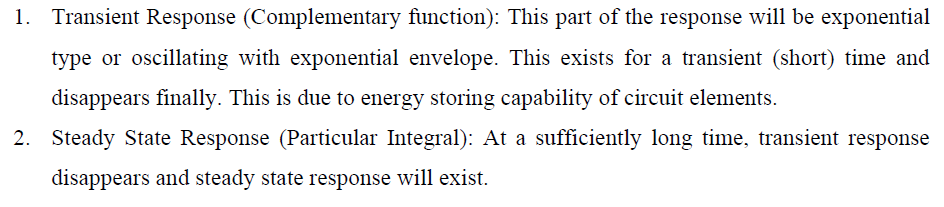 1. Transient Response (Complementary function): This part of the response will be exponential
type or oscillating with exponential envelope. This exists for a transient (short) time and
disappears finally. This is due to energy storing capability of circuit elements.
2. Steady State Response (Particular Integral): At a sufficiently long time, transient response
disappears and steady state response will exist.